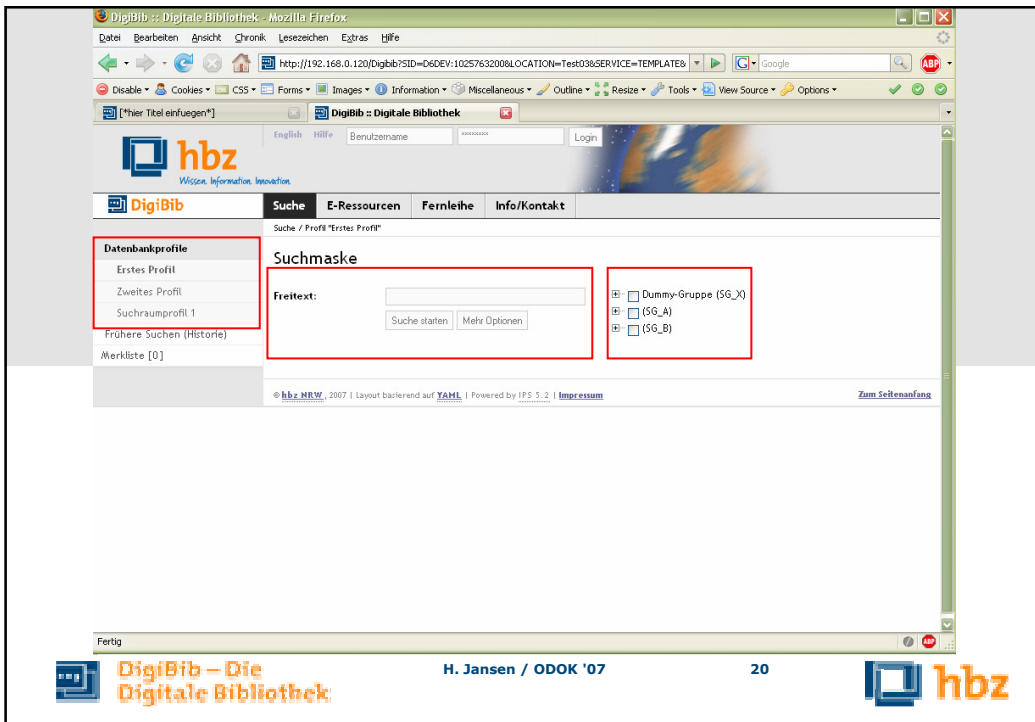 DigiBib :: Digitale Bibliothek - Mozilla Firefox
Datei Bearbeiten Ansicht Chronik Lesezeichen Extras Hilfe
http://192.168.0.120/Digibib?SID=D6DEV:1025763200&LOCATION=Test03&SERVICE=TEMPLATE& Google ABP
Disable Cookies CSS Forms Images Information Miscellaneous Outline Resize Tools View Source Options
[*hier Titel einfuegen*] DigiBib :: Digitale Bibliothek
English Hilfe Benutzername ******** Login
hbz
Wissen. Information. Innovation.
DigiBib Suche E-Ressourcen Fernleihe Info/Kontakt
Suche / Profil "Erstes Profil"
Datenbankprofile
Erstes Profil
Zweites Profil
Suchraumprofil 1
Frühere Suchen (Historie)
Merkliste [0]
Suchmaske
Freitext:
Suche starten Mehr Optionen
Dummy-Gruppe (SG_X)
(SG_A)
(SG_B)
© hbz NRW, 2007 | Layout basierend auf YAML | Powered by IPS 5.2 | Impressum Zum Seitenanfang
Fertig ABP
DigiBib – Die
Digitale Bibliothek
H. Jansen / ODOK '07 20
hbz